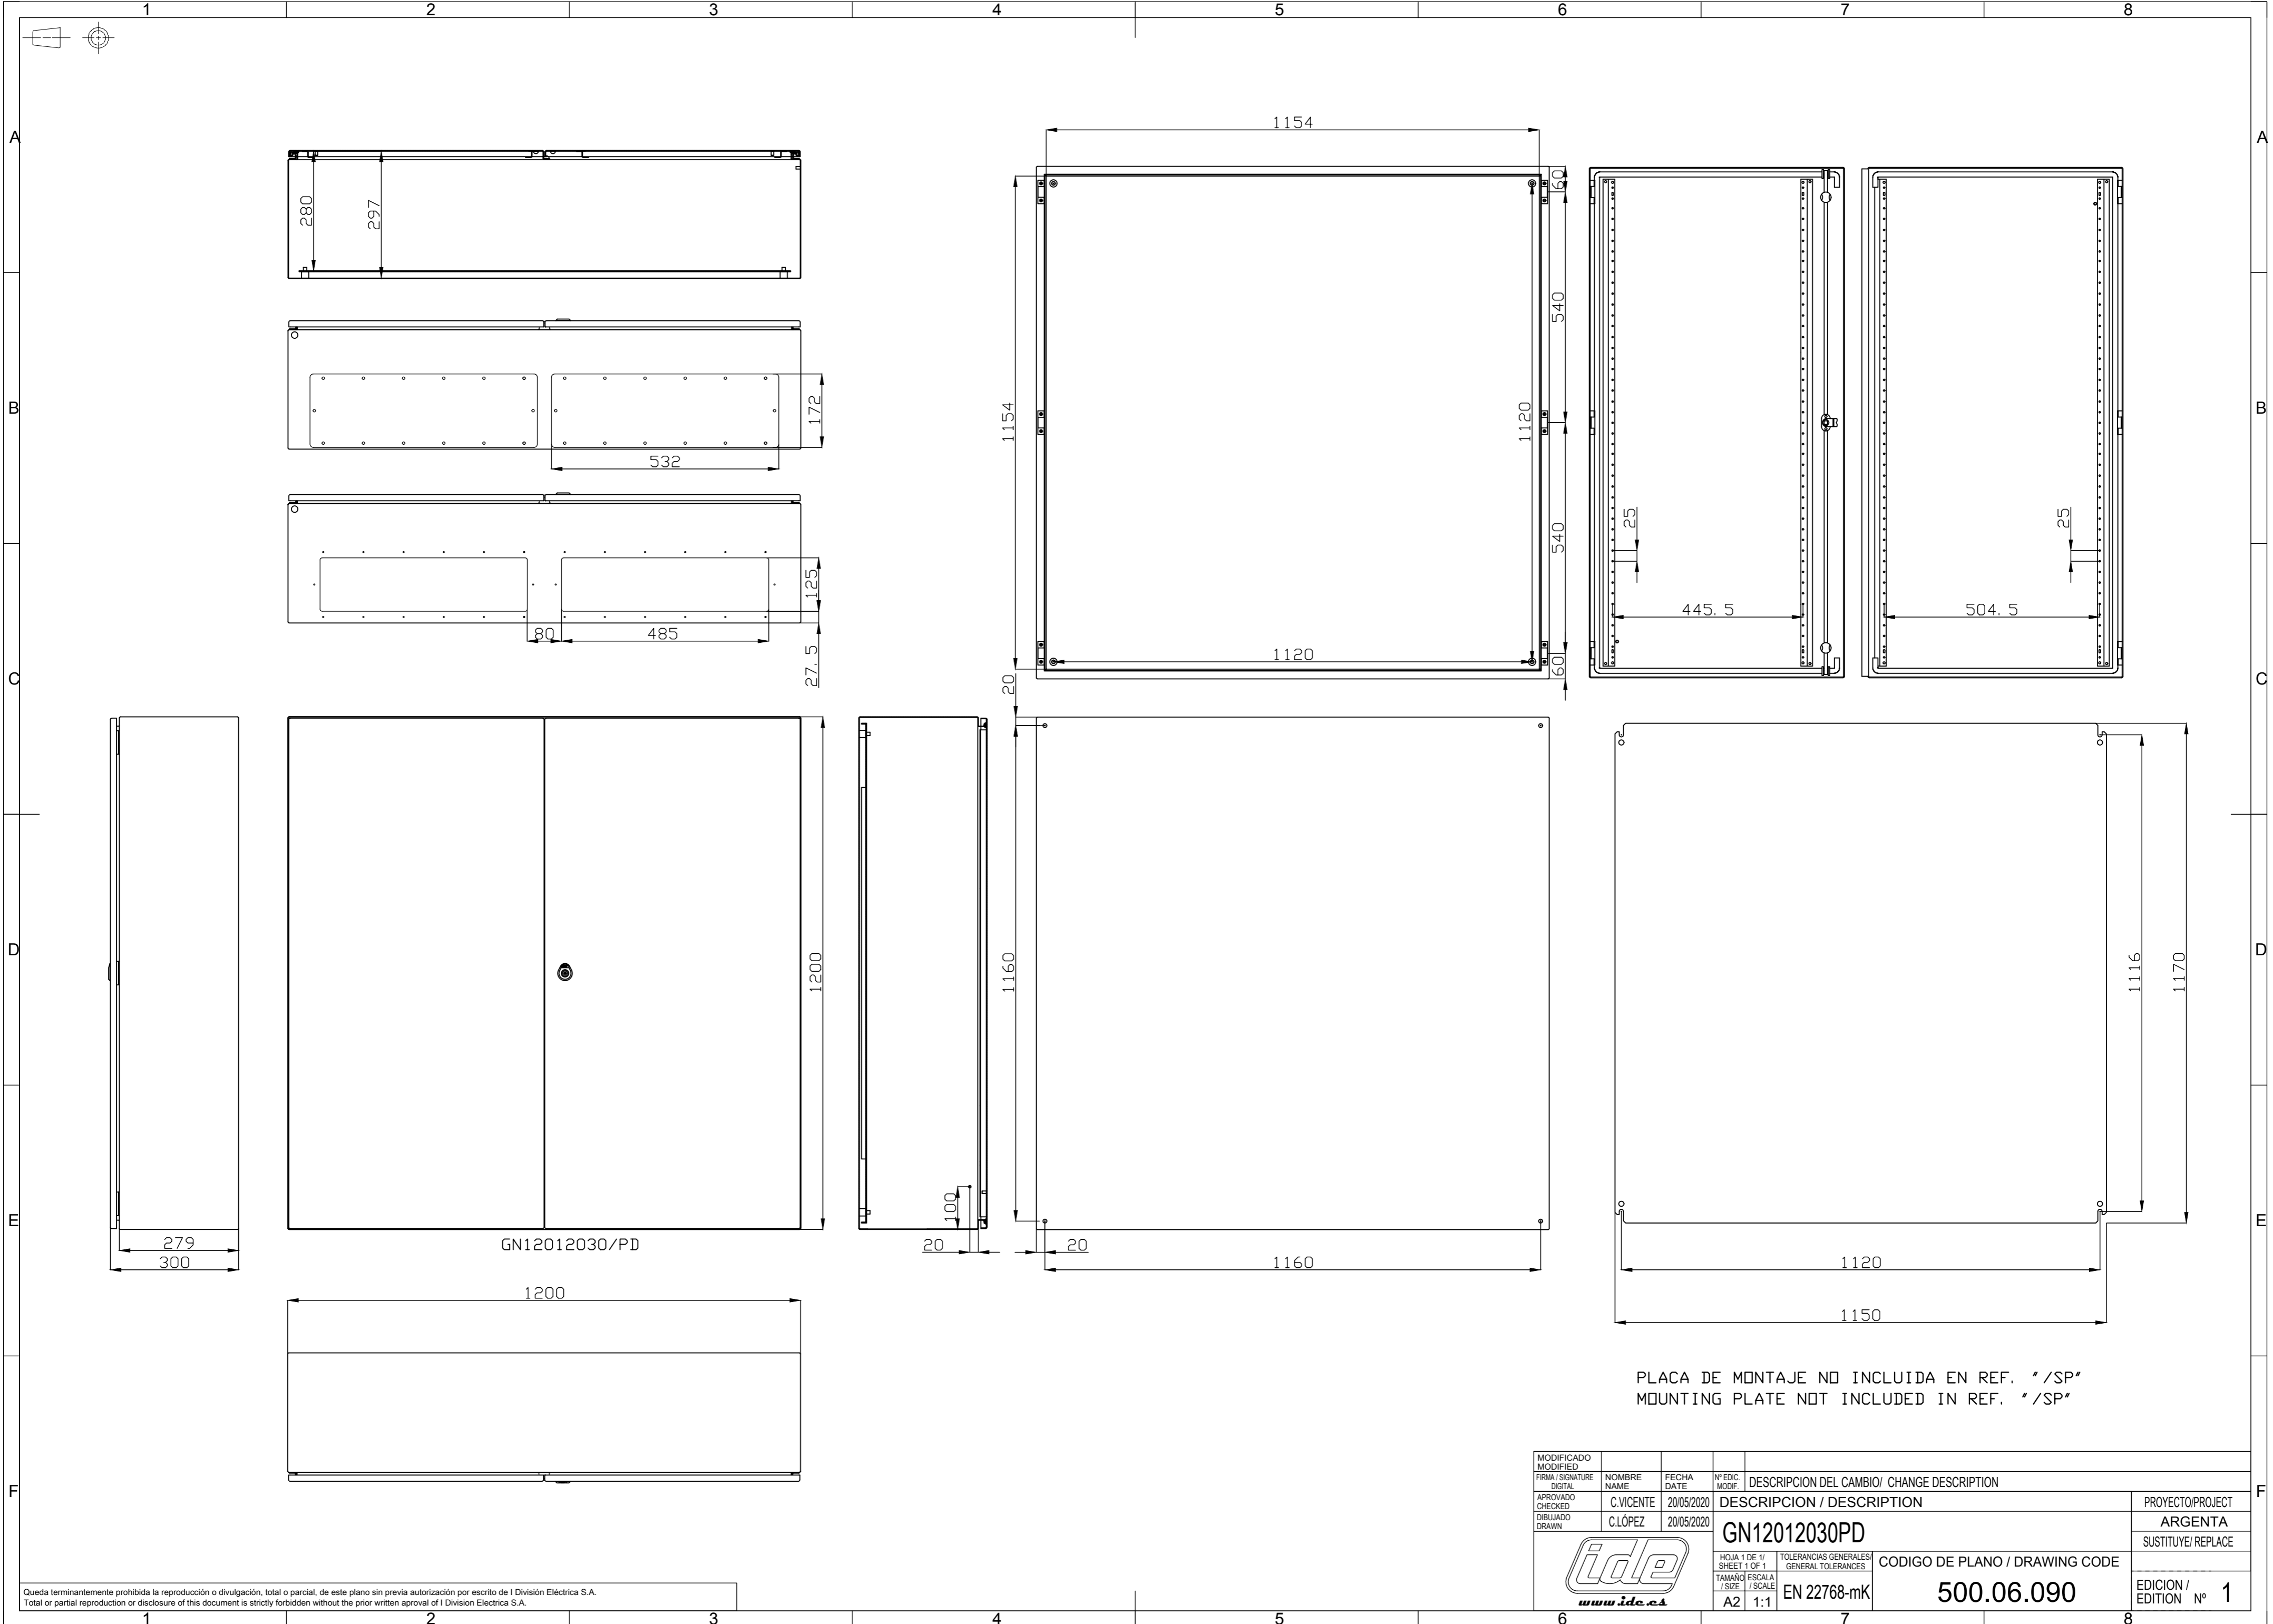 1 2 3 4 5 6 7 8
A A
B B
C C
D D
E E
F F
280
297
172
532
125
80
485
27.5
1154
1154
1120
1120
60
540
540
60
25
445.5
25
504.5
279
300
1200
GN12012030/PD
1200
100
20
20
1160
20
1160
1116
1170
1120
1150
PLACA DE MONTAJE NO INCLUIDA EN REF. "/SP"
MOUNTING PLATE NOT INCLUDED IN REF. "/SP"
MODIFICADO
MODIFIED
FIRMA / SIGNATURE
DIGITAL
NOMBRE
NAME
FECHA
DATE
Nº EDIC.
MODIF.
DESCRIPCION DEL CAMBIO/ CHANGE DESCRIPTION
APROVADO
CHECKED
C.VICENTE
20/05/2020
DESCRIPCION / DESCRIPTION
PROYECTO/PROJECT
DIBUJADO
DRAWN
C.LÓPEZ
20/05/2020
GN12012030PD
ARGENTA
SUSTITUYE/ REPLACE
ide
www.ide.es
HOJA 1 DE 1/
SHEET 1 OF 1
TOLERANCIAS GENERALES/
GENERAL TOLERANCES
CODIGO DE PLANO / DRAWING CODE
TAMAÑO
/ SIZE
ESCALA
/ SCALE
A2
1:1
EN 22768-mK
500.06.090
EDICION /
EDITION Nº 1
Queda terminantemente prohibida la reproducción o divulgación, total o parcial, de este plano sin previa autorización por escrito de I División Eléctrica S.A.
Total or partial reproduction or disclosure of this document is strictly forbidden without the prior written aproval of I Division Electrica S.A.
1 2 3 4 5 6 7 8